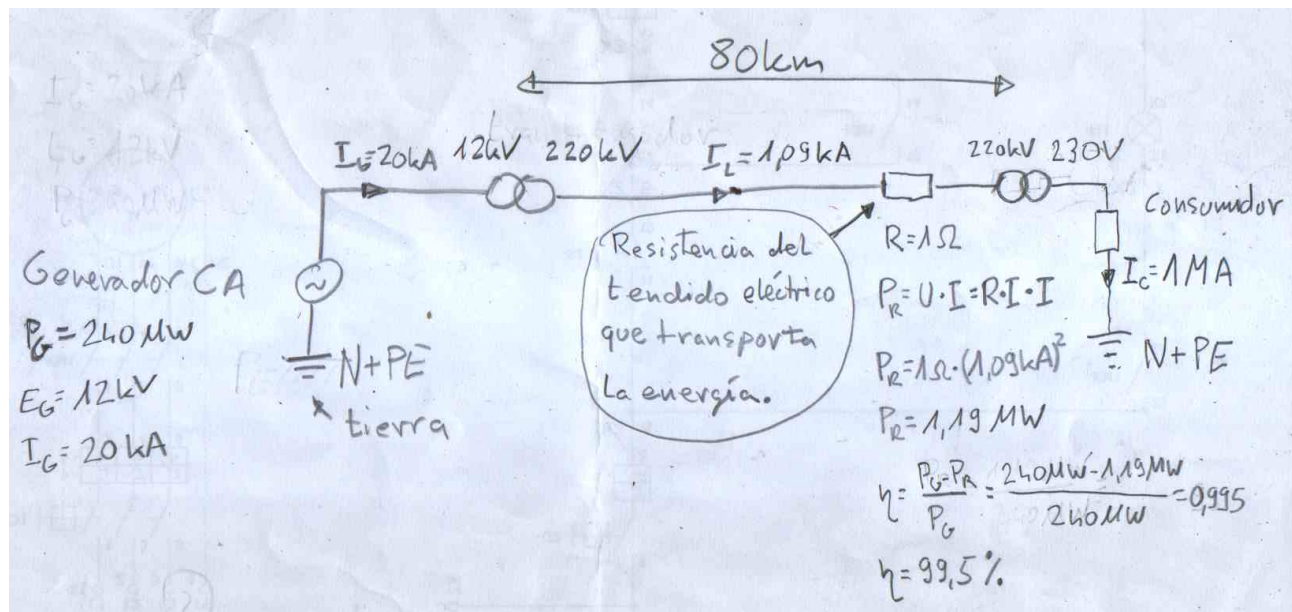 80km
I_G=20kA 12kV 220kV I_L=1,09kA 220kV 230V
Consumidor
Generador CA
P_G=240MW
E_G=12kV
I_G=20kA
N+PE
tierra
Resistencia del
tendido eléctrico
que transporta
La energía.
R=1Ω
P_R=U·I=R·I·I
P_R=1Ω·(1,09kA)²
P_R=1,19MW
η=P_G-P_R/P_G=240MW-1,19MW/240MW=0,995
η=99,5%
I_C=1MA
N+PE